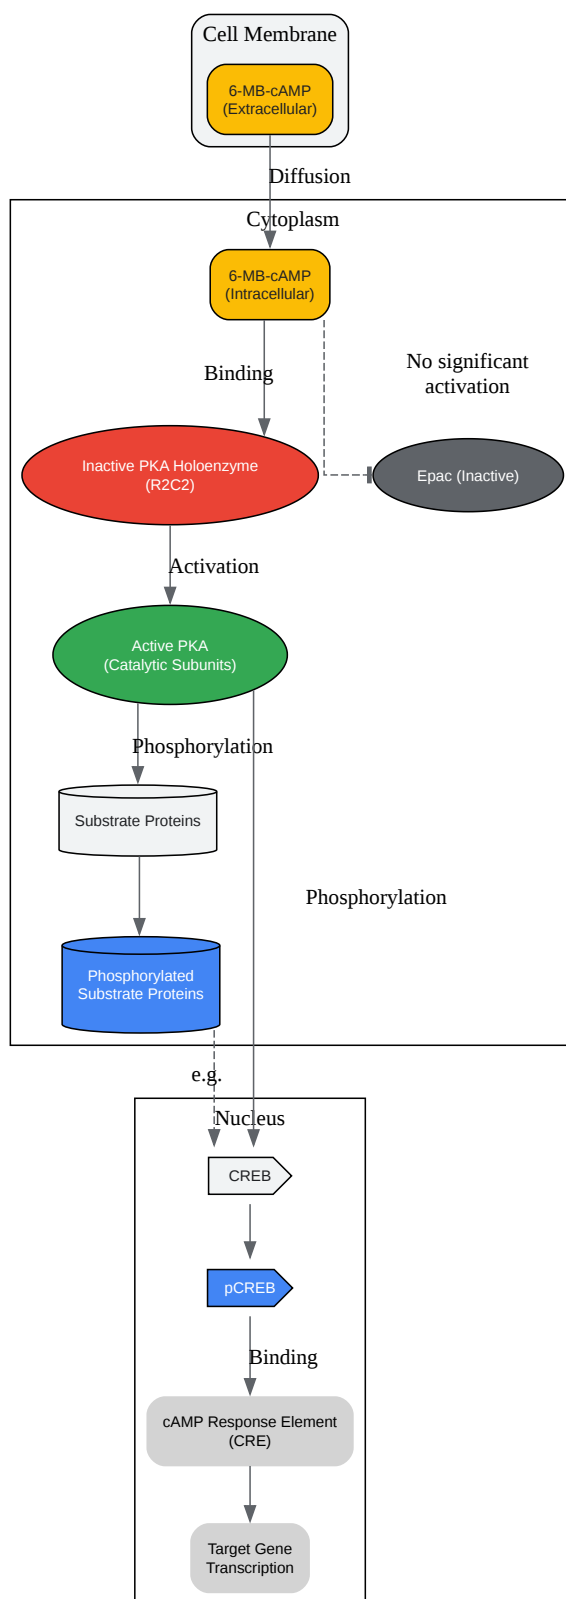 Cell Membrane
6-MB-cAMP
(Extracellular)
Diffusion
Cytoplasm
6-MB-cAMP
(Intracellular)
Binding
No significant
activation
Inactive PKA Holoenzyme
(R2C2)
Epac (Inactive)
Activation
Active PKA
(Catalytic Subunits)
Phosphorylation
Substrate Proteins
Phosphorylation
Phosphorylated
Substrate Proteins
e.g.
Nucleus
CREB
pCREB
Binding
cAMP Response Element
(CRE)
Target Gene
Transcription